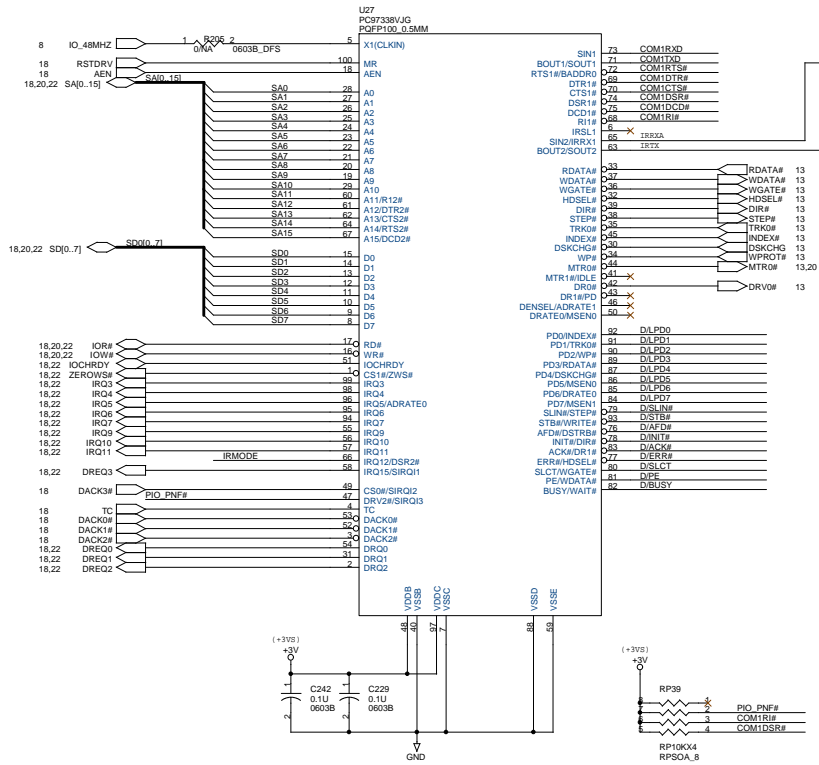 U27
PC97338VJG
PQFP100_0.5MM
8 IO_48MHZ 1 R205 2 5 X1(CLKIN)
0/NA 0603B_DFS
18 RSTDRV 100 MR
18 AEN 18 AEN
18,20,22 SA[0..15]
SA0 28 A0
SA1 27 A1
SA2 26 A2
SA3 25 A3
SA4 24 A4
SA5 23 A5
SA6 22 A6
SA7 21 A7
SA8 20 A8
SA9 19 A9
SA10 29 A10
SA11 60 A11/R12#
SA12 61 A12/DTR2#
SA13 62 A13/CTS2#
SA14 64 A14/RTS2#
SA15 67 A15/DCD2#
18,20,22 SD[0..7] SD0[0..7]
SD0 15 D0
SD1 14 D1
SD2 13 D2
SD3 12 D3
SD4 11 D4
SD5 10 D5
SD6 9 D6
SD7 8 D7
18,20,22 IOR# 17 RD#
18,20,22 IOW# 16 WR#
18,22 IOCHRDY 51 IOCHRDY
18,22 ZEROWS# 1 CS1#/ZWS#
18,22 IRQ3 99 IRQ3
18,22 IRQ4 98 IRQ4
18,22 IRQ5 96 IRQ5/ADRATE0
18,22 IRQ6 95 IRQ6
18,22 IRQ7 94 IRQ7
18,22 IRQ9 55 IRQ9
18,22 IRQ10 56 IRQ10
18,22 IRQ11 57 IRQ11
IRMODE 66 IRQ12/DSR2#
18,22 DREQ3 58 IRQ15/SIRQI1
18 DACK3# 49 CS0#/SIRQI2
PIO_PNF# 47 DRV2#/SIRQI3
18 TC 4 TC
18 DACK0# 53 DACK0#
18 DACK1# 52 DACK1#
18 DACK2# 3 DACK2#
18,22 DREQ0 54 DRQ0
18,22 DREQ1 31 DRQ1
18,22 DREQ2 2 DRQ2
SIN1 73 COM1RXD
BOUT1/SOUT1 71 COM1TXD
RTS1#/BADDR0 72 COM1RTS#
DTR1# 69 COM1DTR#
CTS1# 70 COM1CTS#
DSR1# 74 COM1DSR#
DCD1# 75 COM1DCD#
RI1# 68 COM1RI#
IRSL1 6
SIN2/IRRX1 65 IRRXA
BOUT2/SOUT2 63 IRTX
RDATA# 33 RDATA# 13
WDATA# 37 WDATA# 13
WGATE# 36 WGATE# 13
HDSEL# 32 HDSEL# 13
DIR# 39 DIR# 13
STEP# 38 STEP# 13
TRK0# 35 TRK0# 13
INDEX# 45 INDEX# 13
DSKCHG# 30 DSKCHG 13
WP# 34 WPROT# 13
MTR0# 44 MTR0# 13,20
MTR1#/IDLE 41
DR0# 42 DRV0# 13
DR1#/PD 43
DENSEL/ADRATE1 46
DRATE0/MSEN0 50
PD0/INDEX# 92 D/LPD0
PD1/TRK0# 91 D/LPD1
PD2/WP# 90 D/LPD2
PD3/RDATA# 89 D/LPD3
PD4/DSKCHG# 87 D/LPD4
PD5/MSEN0 86 D/LPD5
PD6/DRATE0 85 D/LPD6
PD7/MSEN1 84 D/LPD7
SLIN#/STEP# 79 D/SLIN#
STB#/WRITE# 93 D/STB#
AFD#/DSTRB# 76 D/AFD#
INIT#/DIR# 78 D/INIT#
ACK#/DR1# 83 D/ACK#
ERR#/HDSEL# 77 D/ERR#
SLCT/WGATE# 80 D/SLCT
PE/WDATA# 81 D/PE
BUSY/WAIT# 82 D/BUSY
VDDB VSSB VDDC VSSC VSSD VSSE
48 40 97 7 88 59
(+3VS)
+3V
1 C242 1 C229
0.1U 0.1U
2 0603B 2 0603B
GND
(+3VS)
+3V
RP39
8 1
7 2 PIO_PNF#
6 3 COM1RI#
5 4 COM1DSR#
RP10KX4
RPSOA_8